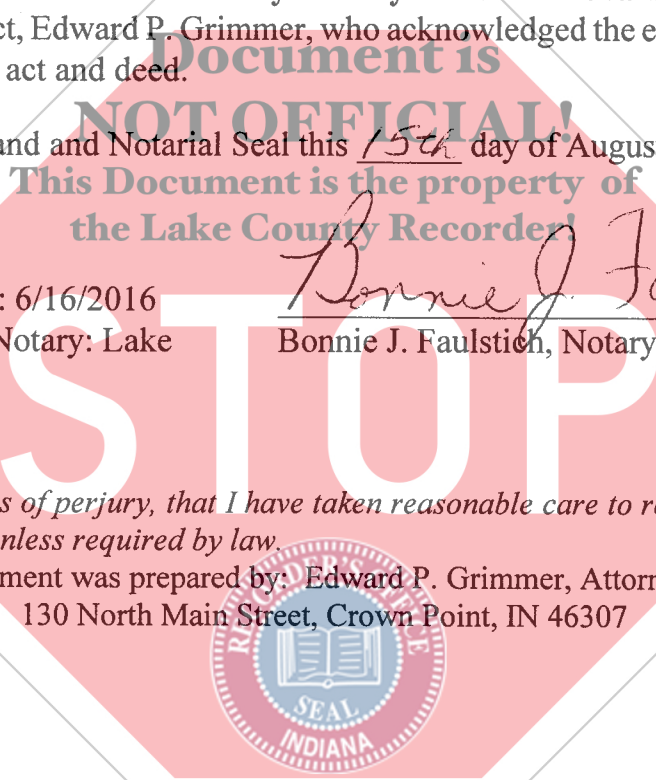 ct, Edward P. Grimmer, who acknowledged the e
act and deed.
Document is
NOT OFFICIAL!
and and Notarial Seal this 15th day of Augus
This Document is the property of
the Lake County Recorder!
: 6/16/2016
Bonnie J. Fa
Notary: Lake
Bonnie J. Faulstich, Notary
STOP
s of perjury, that I have taken reasonable care to r
nless required by law.
ment was prepared by: Edward P. Grimmer, Attorn
130 North Main Street, Crown Point, IN 46307
RECORDER'S OFFICE
SEAL
INDIANA